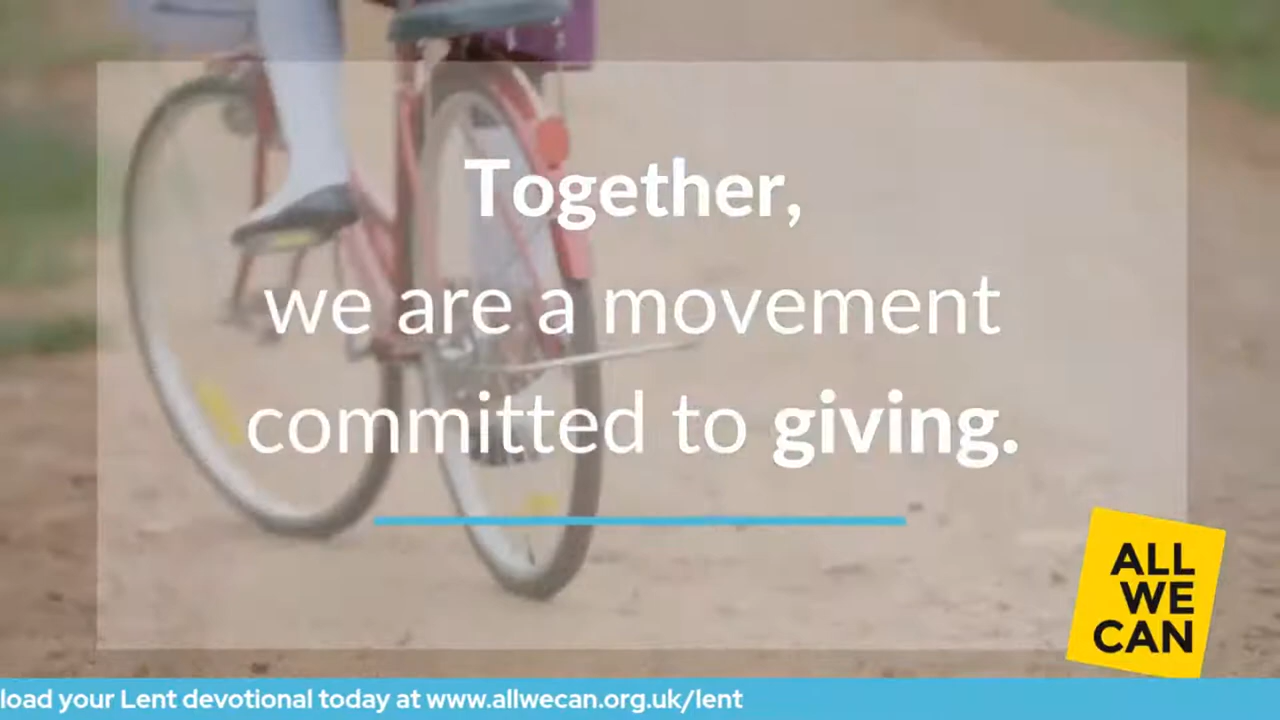 Together,
we are a movement
committed to giving.
ALL
WE
CAN
load your Lent devotional today at www.allwecan.org.uk/lent